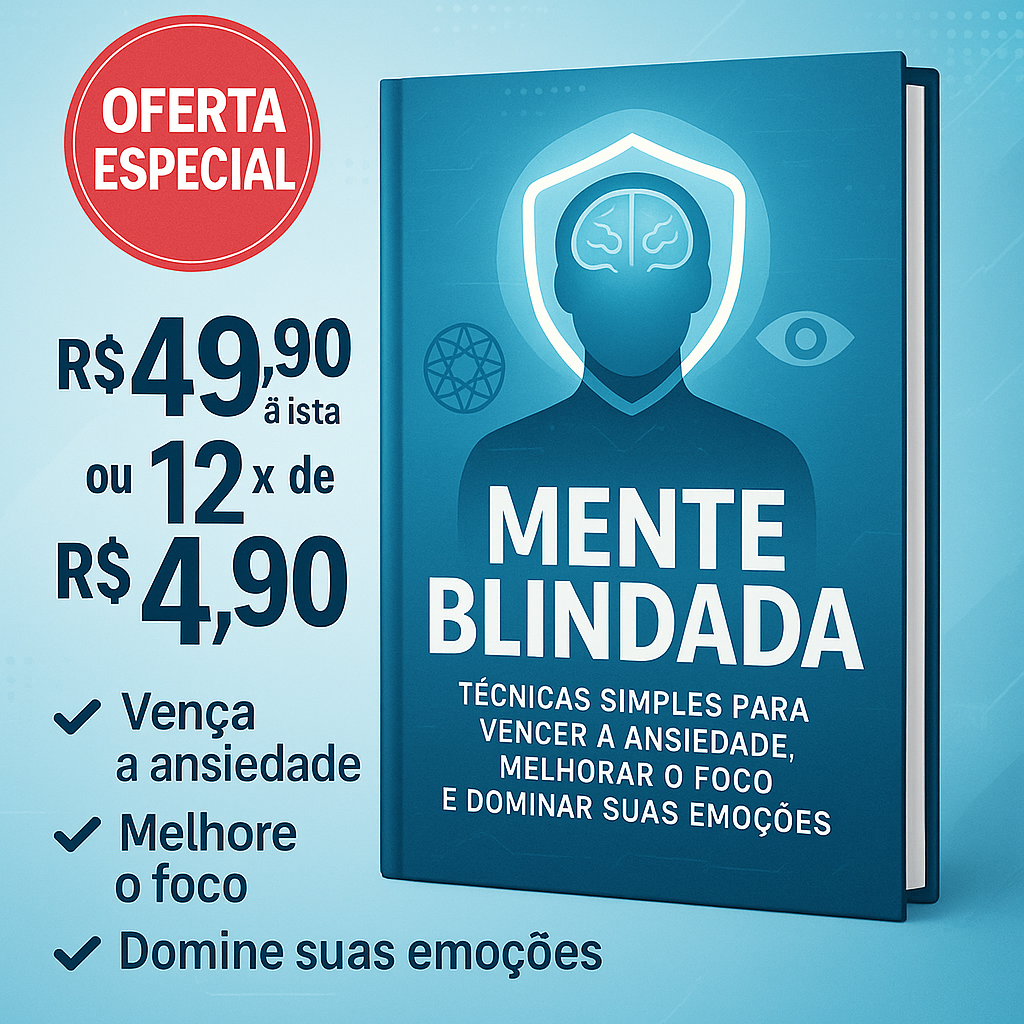 OFERTA
ESPECIAL
R$ 49,90
ä ista
ou 12 x de
R$ 4,90
✓ Vença
a ansiedade
✓ Melhore
o foco
✓ Domine suas emoções
MENTE
BLINDADA
TÉCNICAS SIMPLES PARA
VENCER A ANSIEDADE,
MELHORAR O FOCO
E DOMINAR SUAS EMOÇÕES